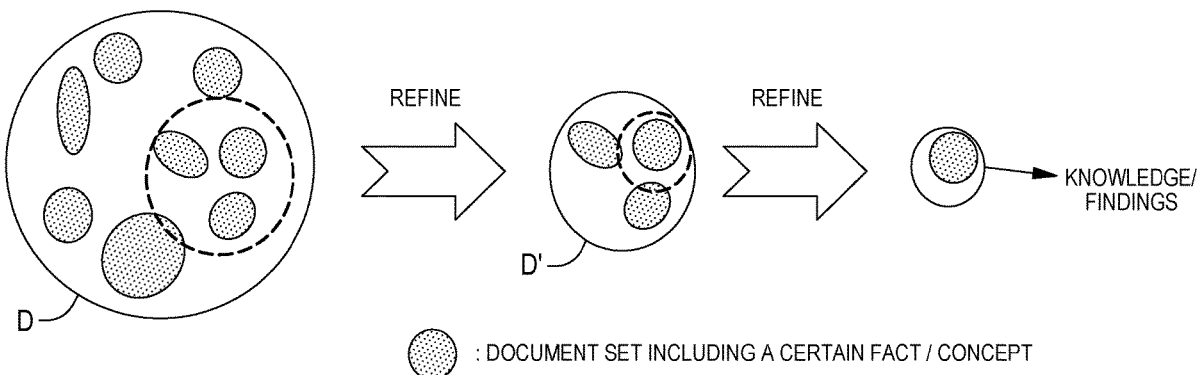 REFINE
REFINE
KNOWLEDGE/
FINDINGS
D
D'
: DOCUMENT SET INCLUDING A CERTAIN FACT / CONCEPT